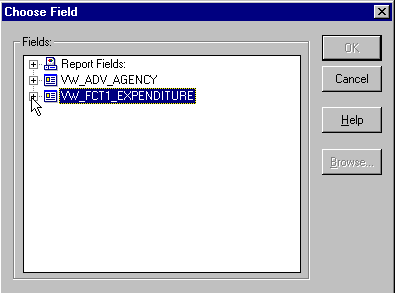 Choose Field
Fields:
Report Fields:
VW_ADV_AGENCY
VW_FCT1_EXPENDITURE
OK
Cancel
Help
Browse...